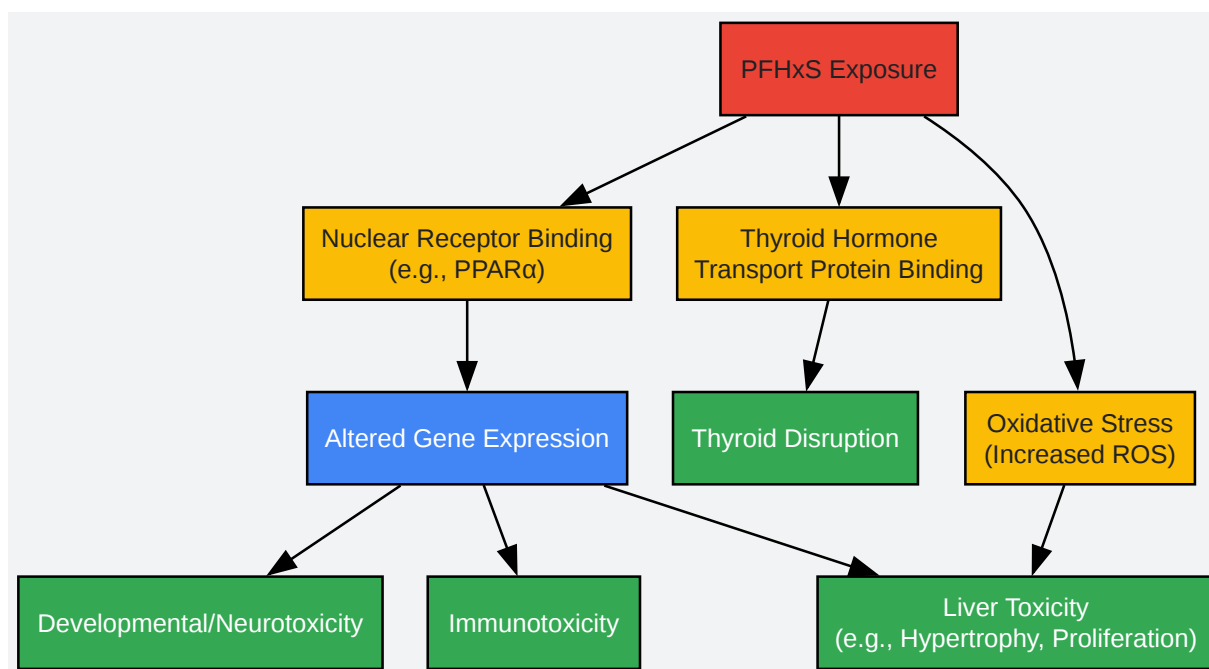 PFHxS Exposure
Nuclear Receptor Binding
(e.g., PPARα)
Thyroid Hormone
Transport Protein Binding
Altered Gene Expression
Thyroid Disruption
Oxidative Stress
(Increased ROS)
Developmental/Neurotoxicity
Immunotoxicity
Liver Toxicity
(e.g., Hypertrophy, Proliferation)